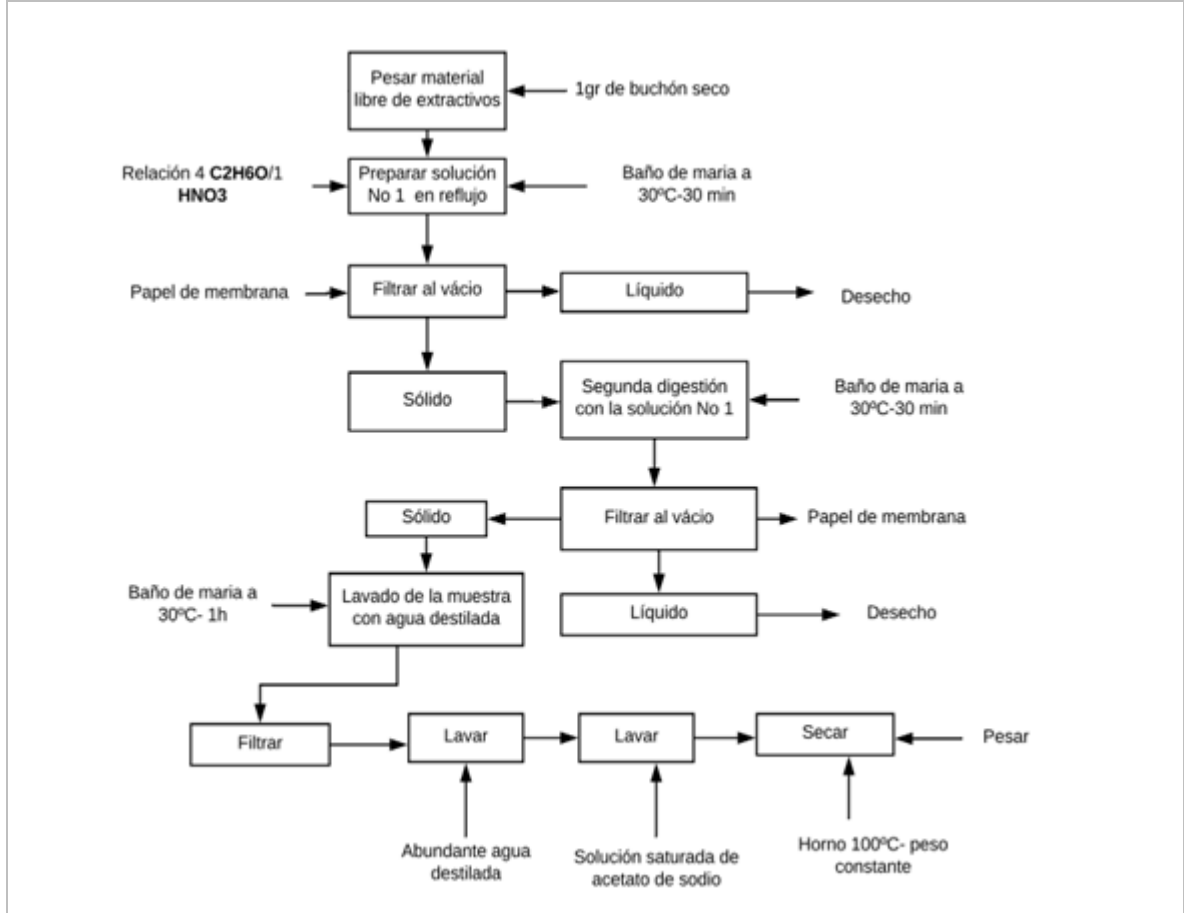 Pesar material
libre de extractivos
1gr de buchón seco
Relación 4 C2H6O/1
HNO3
Preparar solución
No 1 en reflujo
Baño de maria a
30ºC-30 min
Papel de membrana
Filtrar al vácio
Líquido
Desecho
Sólido
Segunda digestión
con la solución No 1
Baño de maria a
30ºC-30 min
Sólido
Filtrar al vácio
Papel de membrana
Baño de maria a
30ºC- 1h
Lavado de la muestra
con agua destilada
Líquido
Desecho
Filtrar
Lavar
Lavar
Secar
Pesar
Abundante agua
destilada
Solución saturada de
acetato de sodio
Horno 100ºC- peso
constante